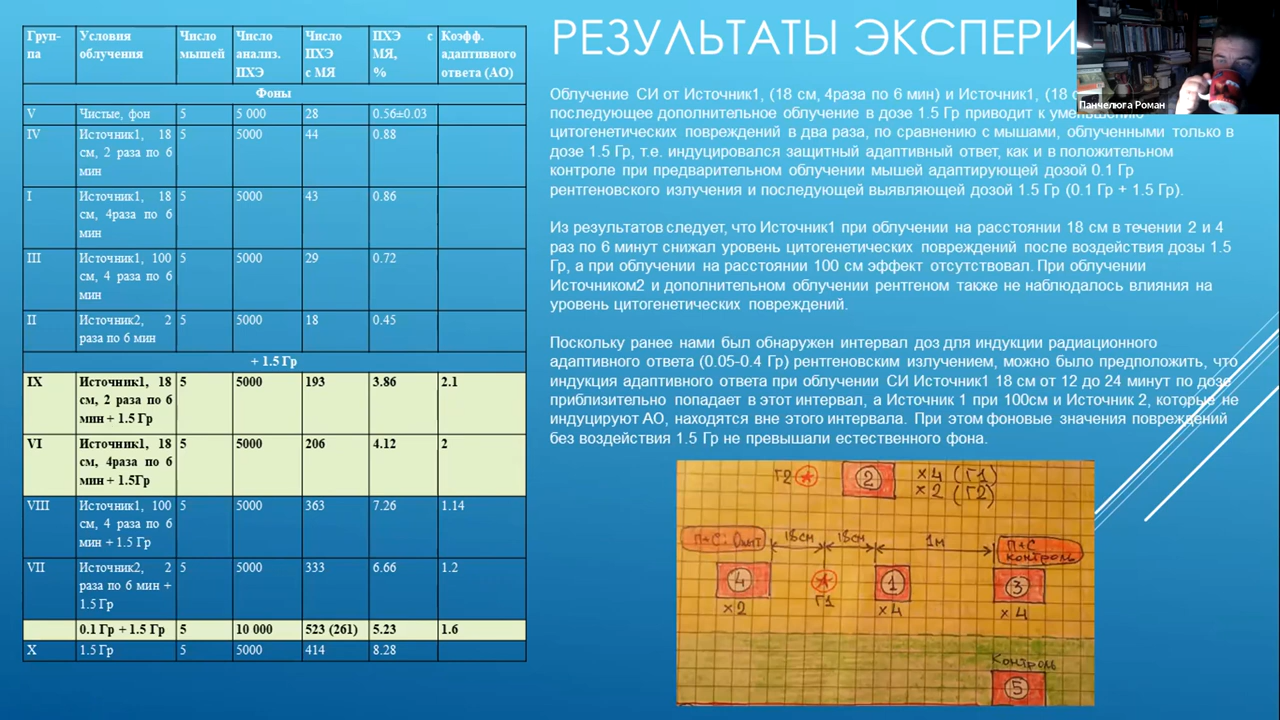 РЕЗУЛЬТАТЫ ЭКСПЕРИ
Панчелюга Роман
Груп-па | Условия облучения | Число мышей | Число анализ. ПХЭ | Число ПХЭ с МЯ | ПХЭ с МЯ, % | Коэфф. адаптивного ответа (АО)
Фоны
V | Чистые, фон | 5 | 5 000 | 28 | 0.56±0.03
IV | Источник1, 18 см, 2 раза по 6 мин | 5 | 5000 | 44 | 0.88
I | Источник1, 18 см, 4раза по 6 мин | 5 | 5000 | 43 | 0.86
III | Источник1, 100 см, 4 раза по 6 мин | 5 | 5000 | 29 | 0.72
II | Источник2, 2 раза по 6 мин | 5 | 5000 | 18 | 0.45
+ 1.5 Гр
IX | Источник1, 18 см, 2 раза по 6 мин + 1.5 Гр | 5 | 5000 | 193 | 3.86 | 2.1
VI | Источник1, 18 см, 4раза по 6 мин + 1.5Гр | 5 | 5000 | 206 | 4.12 | 2
VIII | Источник1, 100 см, 4 раза по 6 мин + 1.5 Гр | 5 | 5000 | 363 | 7.26 | 1.14
VII | Источник2, 2 раза по 6 мин + 1.5 Гр | 5 | 5000 | 333 | 6.66 | 1.2
0.1 Гр + 1.5 Гр | 5 | 10 000 | 523 (261) | 5.23 | 1.6
X | 1.5 Гр | 5 | 5000 | 414 | 8.28
Облучение СИ от Источник1, (18 см, 4раза по 6 мин) и Источник1, (18
последующее дополнительное облучение в дозе 1.5 Гр приводит к уменьшению
цитогенетических повреждений в два раза, по сравнению с мышами, облученными только в
дозе 1.5 Гр, т.е. индуцировался защитный адаптивный ответ, как и в положительном
контроле при предварительном облучении мышей адаптирующей дозой 0.1 Гр
рентгеновского излучения и последующей выявляющей дозой 1.5 Гр (0.1 Гр + 1.5 Гр).
Из результатов следует, что Источник1 при облучении на расстоянии 18 см в течении 2 и 4
раз по 6 минут снижал уровень цитогенетических повреждений после воздействия дозы 1.5
Гр, а при облучении на расстоянии 100 см эффект отсутствовал. При облучении
Источником2 и дополнительном облучении рентгеном также не наблюдалось влияния на
уровень цитогенетических повреждений.
Поскольку ранее нами был обнаружен интервал доз для индукции радиационного
адаптивного ответа (0.05-0.4 Гр) рентгеновским излучением, можно было предположить, что
индукция адаптивного ответа при облучении СИ Источник1 18 см от 12 до 24 минут по дозе
приблизительно попадает в этот интервал, а Источник 1 при 100см и Источник 2, которые не
индуцируют АО, находятся вне этого интервала. При этом фоновые значения повреждений
без воздействия 1.5 Гр не превышали естественного фона.
Г2 2 ×4 (Г1)
×2 (Г2)
П+С: Опыт 18см 18см 1м П+С контроль
4 Г1 1 3
×2 ×4 ×4
Контроль
5